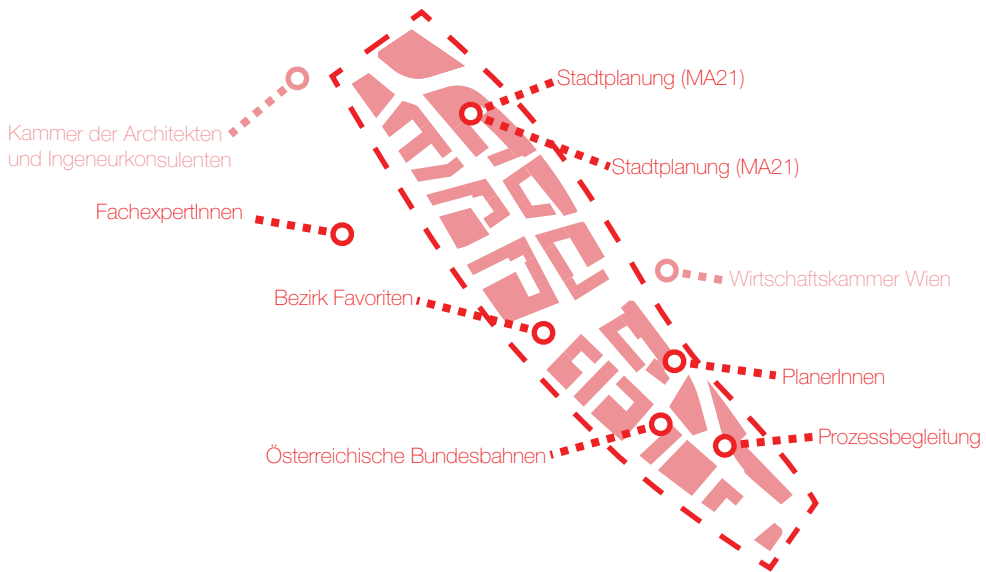 Stadtplanung (MA21)
Kammer der Architekten
und Ingeneurkonsulenten
Stadtplanung (MA21)
FachexpertInnen
Wirtschaftskammer Wien
Bezirk Favoriten
PlanerInnen
Prozessbegleitung
Österreichische Bundesbahnen